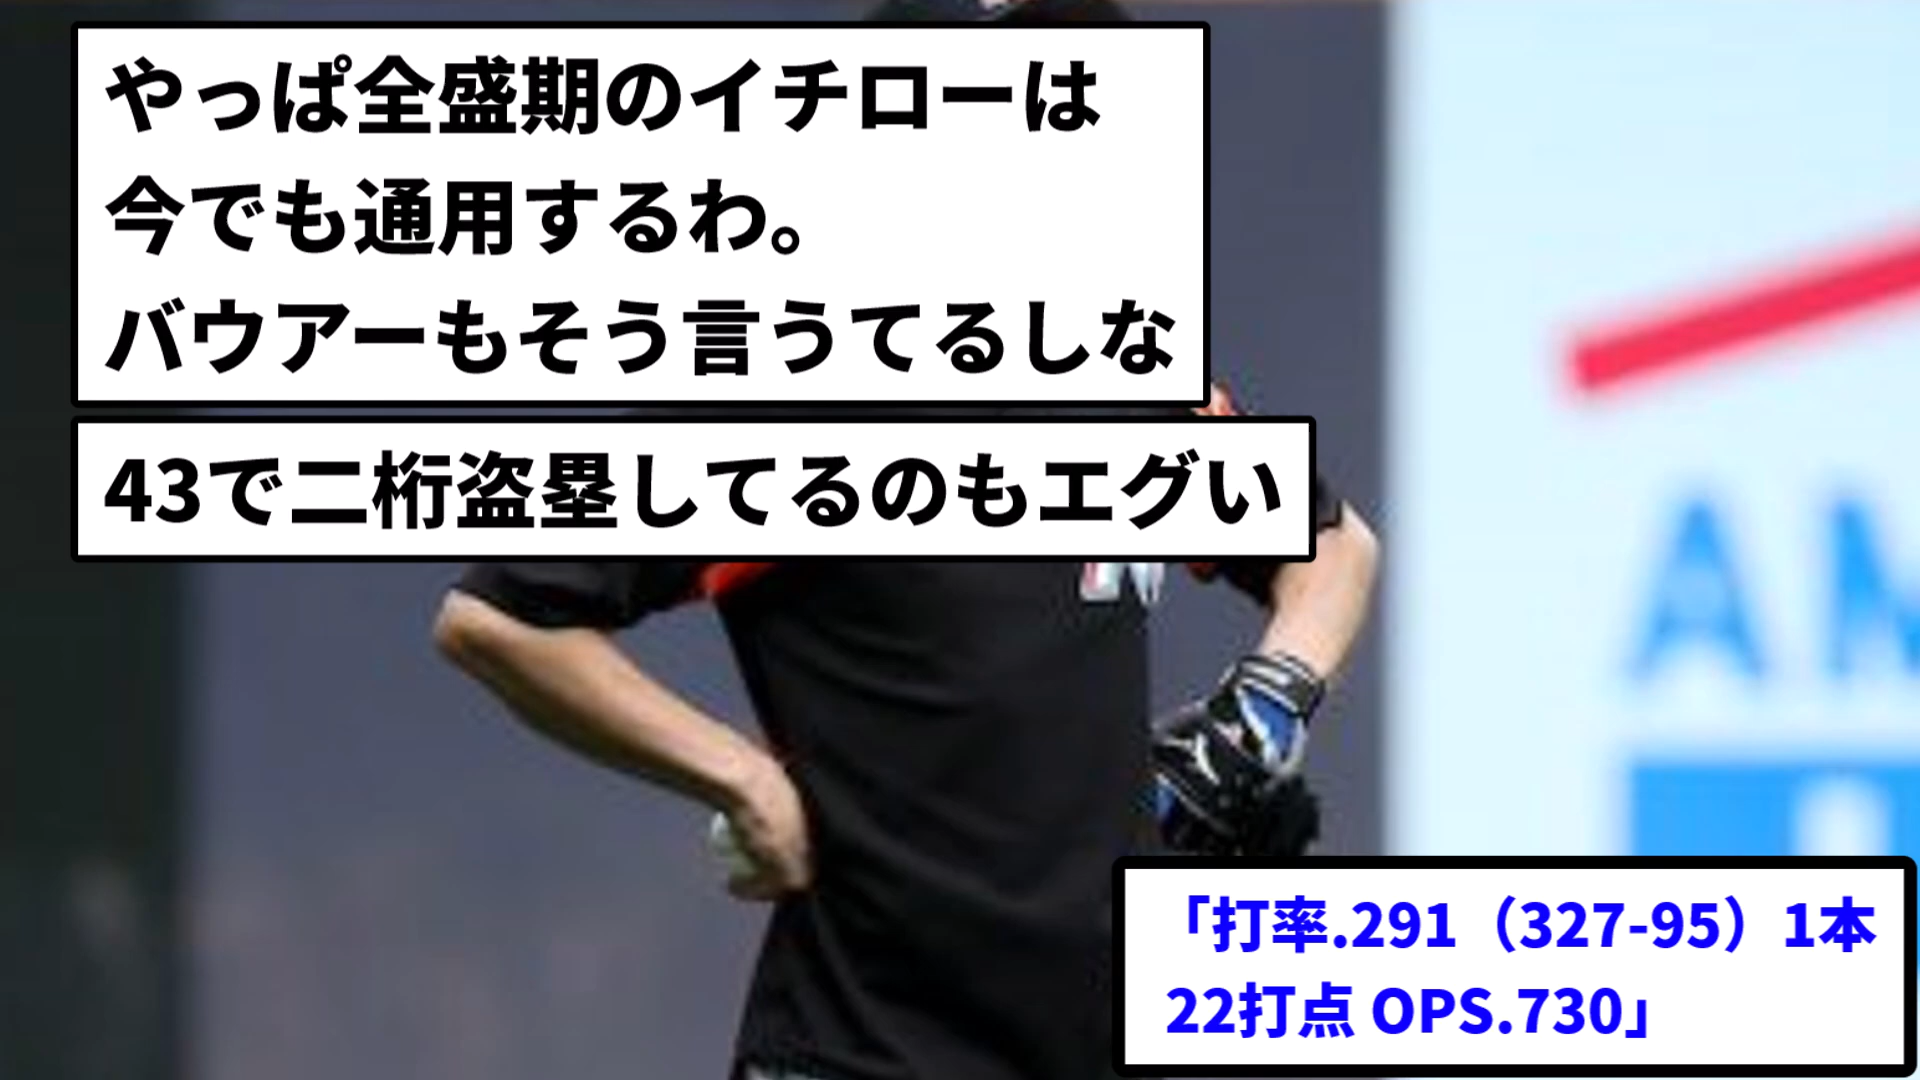 やっぱ全盛期のイチローは
今でも通用するわ。
バウアーもそう言うてるしな
43で二桁盗塁してるのもエグい
「打率.291（327-95）1本
22打点 OPS.730」